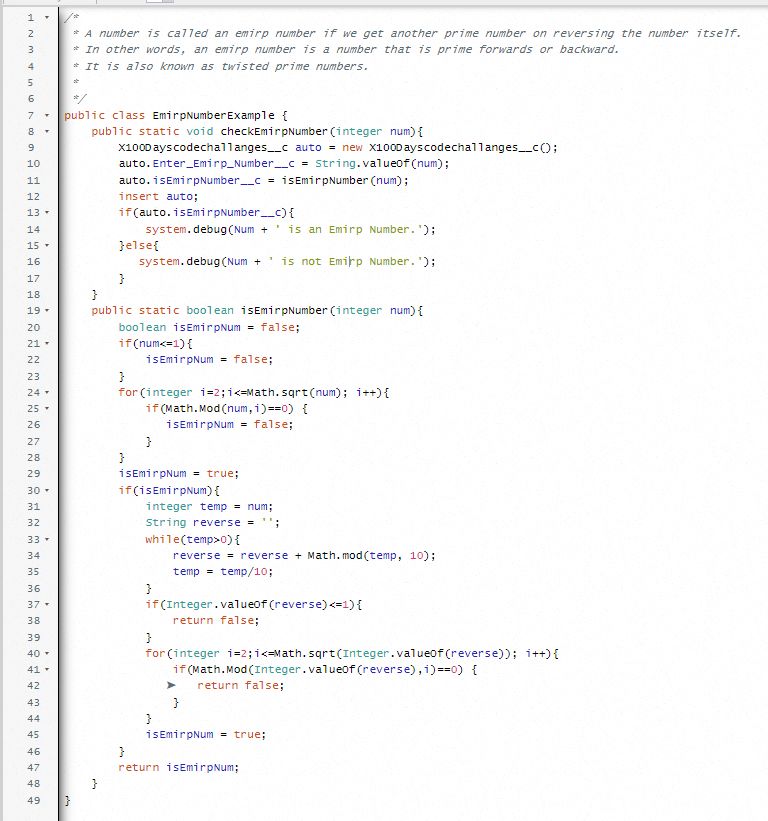 1 /*
2 * A number is called an emirp number if we get another prime number on reversing the number itself.
3 * In other words, an emirp number is a number that is prime forwards or backward.
4 * It is also known as twisted prime numbers.
5 *
6 */
7 public class EmirpNumberExample {
8 public static void checkEmirpNumber(integer num){
9 X100Dayscodechallanges__c auto = new X100Dayscodechallanges__c();
10 auto.Enter_Emirp_Number__c = String.valueOf(num);
11 auto.isEmirpNumber__c = isEmirpNumber(num);
12 insert auto;
13 if(auto.isEmirpNumber__c){
14 system.debug(Num + ' is an Emirp Number.');
15 }else{
16 system.debug(Num + ' is not Emirp Number.');
17 }
18 }
19 public static boolean isEmirpNumber(integer num){
20 boolean isEmirpNum = false;
21 if(num<=1){
22 isEmirpNum = false;
23 }
24 for(integer i=2;i<=Math.sqrt(num); i++){
25 if(Math.Mod(num,i)==0) {
26 isEmirpNum = false;
27 }
28 }
29 isEmirpNum = true;
30 if(isEmirpNum){
31 integer temp = num;
32 String reverse = '';
33 while(temp>0){
34 reverse = reverse + Math.mod(temp, 10);
35 temp = temp/10;
36 }
37 if(Integer.valueOf(reverse)<=1){
38 return false;
39 }
40 for(integer i=2;i<=Math.sqrt(Integer.valueOf(reverse)); i++){
41 if(Math.Mod(Integer.valueOf(reverse),i)==0) {
42 return false;
43 }
44 }
45 isEmirpNum = true;
46 }
47 return isEmirpNum;
48 }
49 }